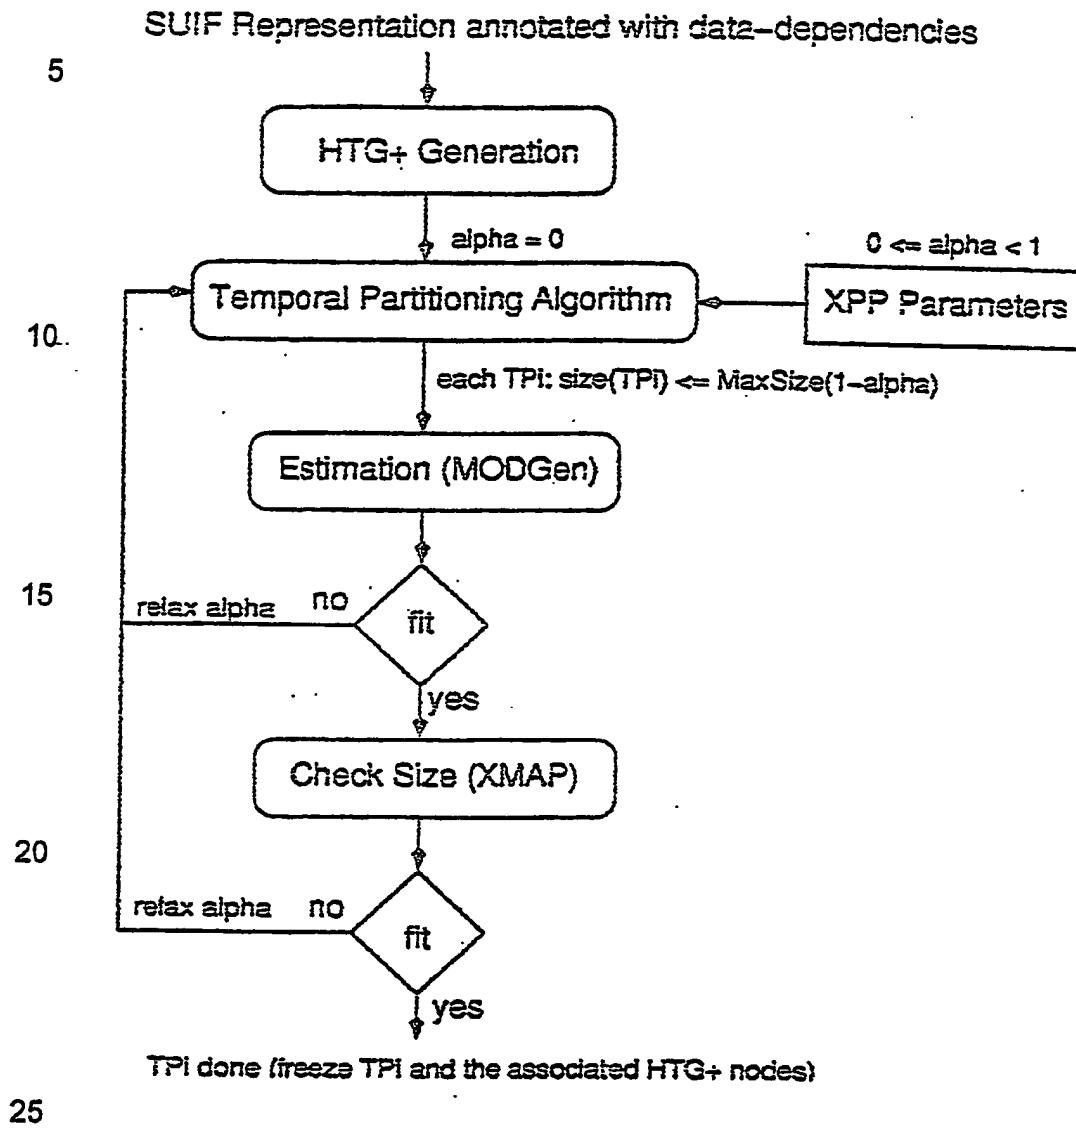 SUIF Representation annotated with data-dependencies
5
HTG+ Generation
alpha = 0
0 <= alpha < 1
Temporal Partitioning Algorithm
XPP Parameters
10
each TPi: size(TPi) <= MaxSize(1-alpha)
Estimation (MODGen)
15
relax alpha
no
fit
yes
Check Size (XMAP)
20
relax alpha
no
fit
yes
TPi done (freeze TPi and the associated HTG+ nodes)
25